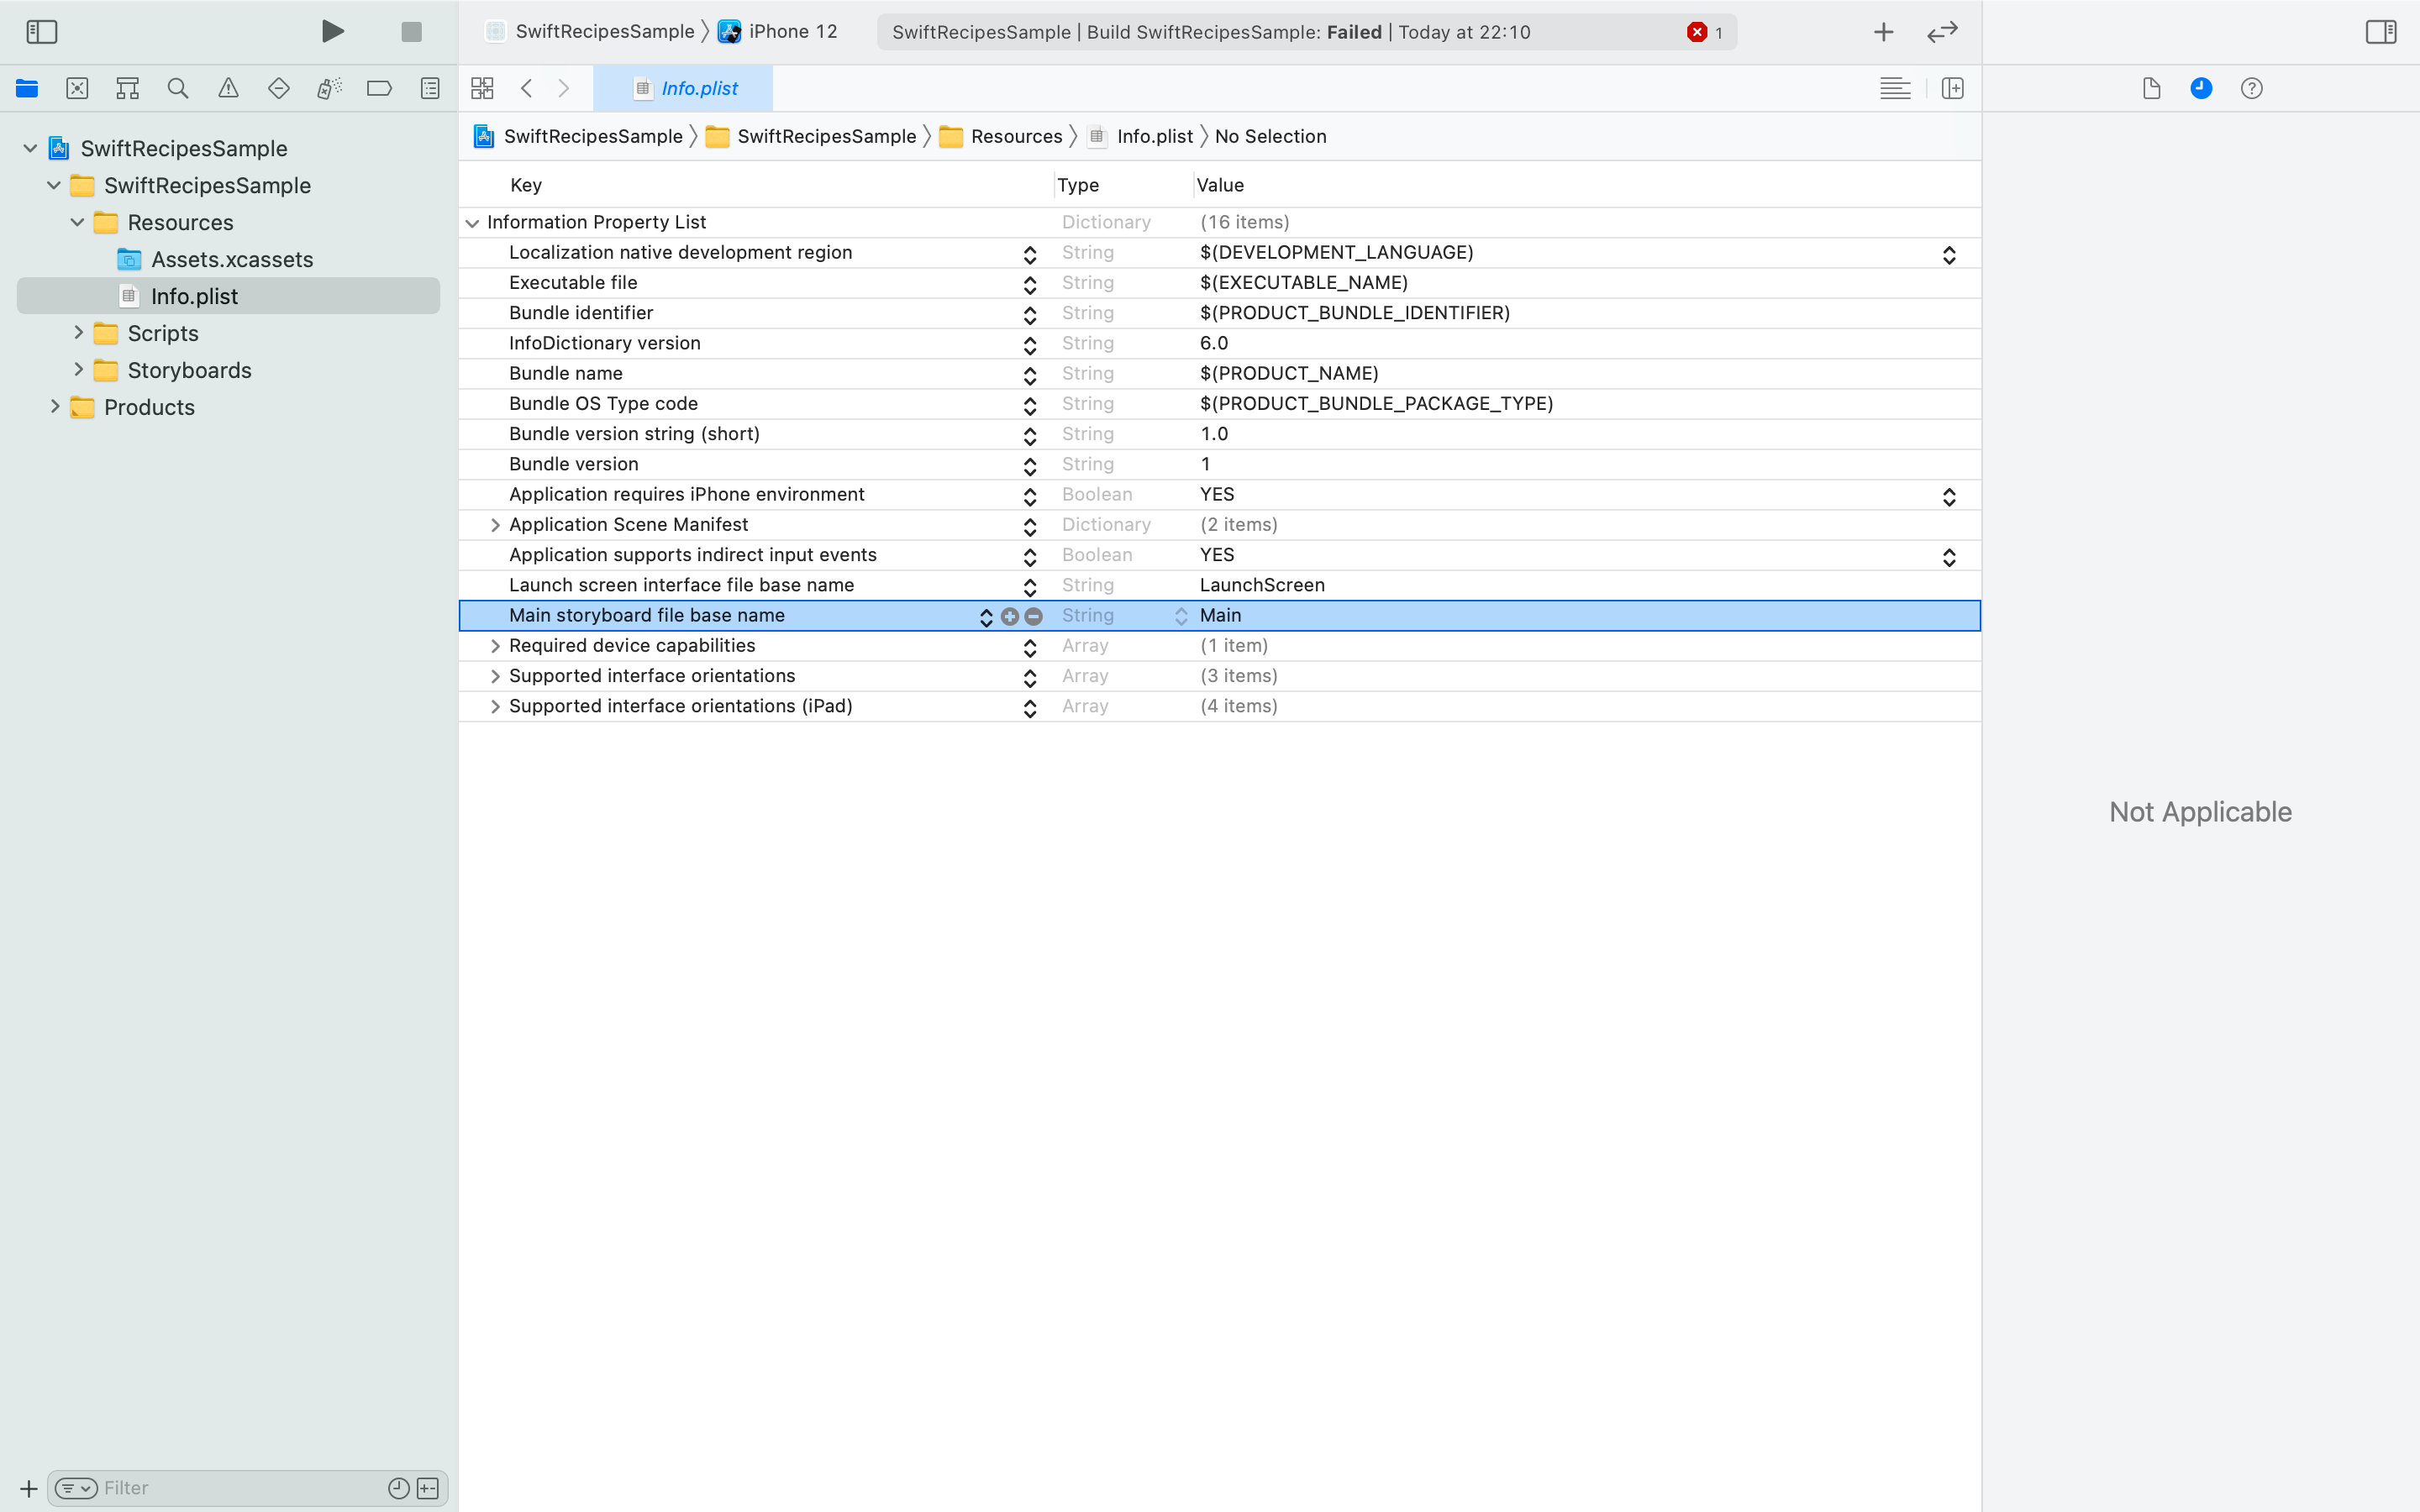 SwiftRecipesSample 〉 iPhone 12
SwiftRecipesSample | Build SwiftRecipesSample: Failed | Today at 22:10
1
Info.plist
SwiftRecipesSample
SwiftRecipesSample
Resources
Assets.xcassets
Info.plist
Scripts
Storyboards
Products
SwiftRecipesSample 〉 SwiftRecipesSample 〉 Resources 〉 Info.plist 〉 No Selection
Key Type Value
Information Property List Dictionary (16 items)
Localization native development region String $(DEVELOPMENT_LANGUAGE)
Executable file String $(EXECUTABLE_NAME)
Bundle identifier String $(PRODUCT_BUNDLE_IDENTIFIER)
InfoDictionary version String 6.0
Bundle name String $(PRODUCT_NAME)
Bundle OS Type code String $(PRODUCT_BUNDLE_PACKAGE_TYPE)
Bundle version string (short) String 1.0
Bundle version String 1
Application requires iPhone environment Boolean YES
Application Scene Manifest Dictionary (2 items)
Application supports indirect input events Boolean YES
Launch screen interface file base name String LaunchScreen
Main storyboard file base name String Main
Required device capabilities Array (1 item)
Supported interface orientations Array (3 items)
Supported interface orientations (iPad) Array (4 items)
Not Applicable
Filter